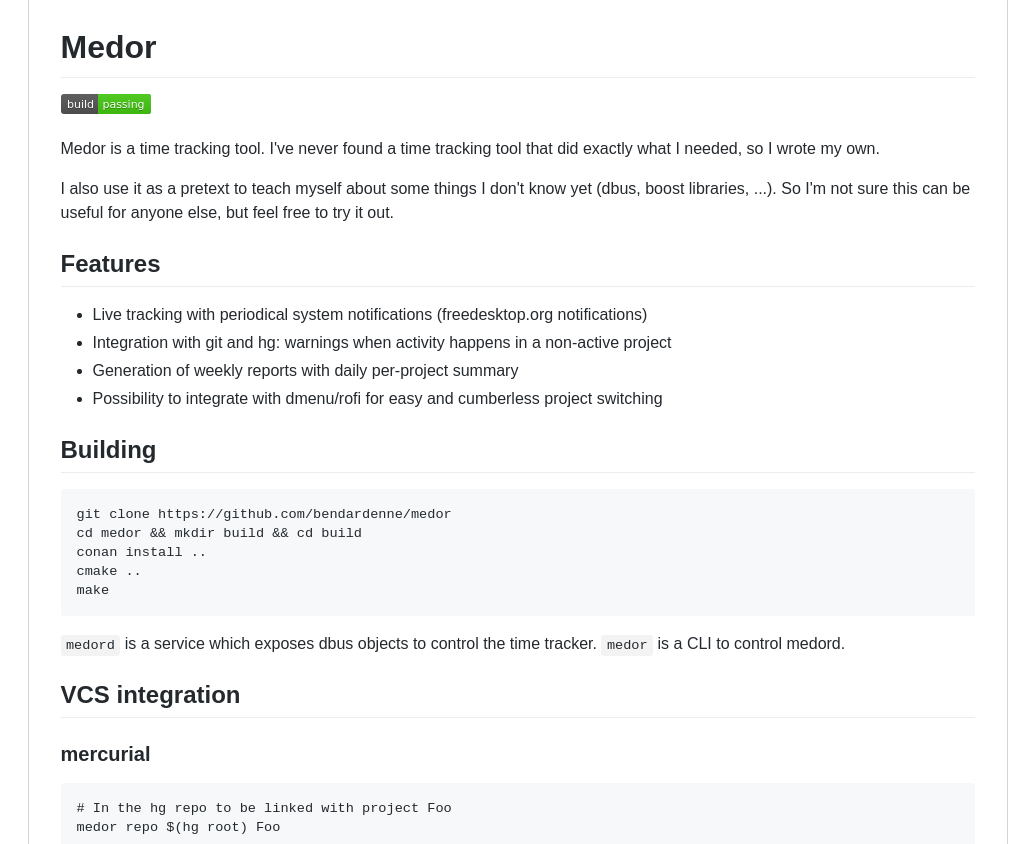 Medor
build passing
Medor is a time tracking tool. I've never found a time tracking tool that did exactly what I needed, so I wrote my own.
I also use it as a pretext to teach myself about some things I don't know yet (dbus, boost libraries, ...). So I'm not sure this can be
useful for anyone else, but feel free to try it out.
Features
Live tracking with periodical system notifications (freedesktop.org notifications)
Integration with git and hg: warnings when activity happens in a non-active project
Generation of weekly reports with daily per-project summary
Possibility to integrate with dmenu/rofi for easy and cumberless project switching
Building
git clone https://github.com/bendardenne/medor
cd medor && mkdir build && cd build
conan install ..
cmake ..
make
medord is a service which exposes dbus objects to control the time tracker. medor is a CLI to control medord.
VCS integration
mercurial
# In the hg repo to be linked with project Foo
medor repo $(hg root) Foo